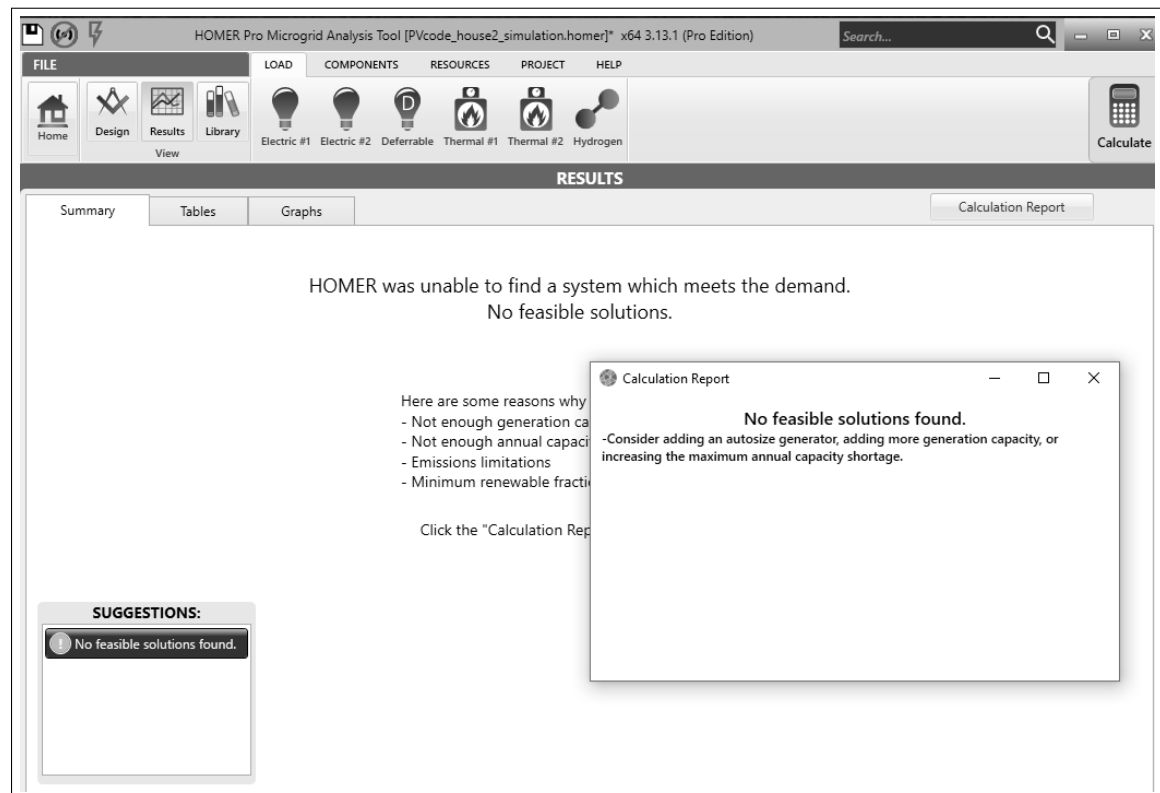 HOMER Pro Microgrid Analysis Tool [PVcode_house2_simulation.homer]* x64 3.13.1 (Pro Edition)
Search...
FILE
LOAD COMPONENTS RESOURCES PROJECT HELP
Home
Design Results Library
View
Electric #1 Electric #2 Deferrable Thermal #1 Thermal #2 Hydrogen
D
Calculate
RESULTS
Summary Tables Graphs
Calculation Report
HOMER was unable to find a system which meets the demand.
No feasible solutions.
Here are some reasons why
- Not enough generation ca
- Not enough annual capaci
- Emissions limitations
- Minimum renewable fracti
Click the "Calculation Rep
Calculation Report
No feasible solutions found.
-Consider adding an autosize generator, adding more generation capacity, or
increasing the maximum annual capacity shortage.
SUGGESTIONS:
! No feasible solutions found.